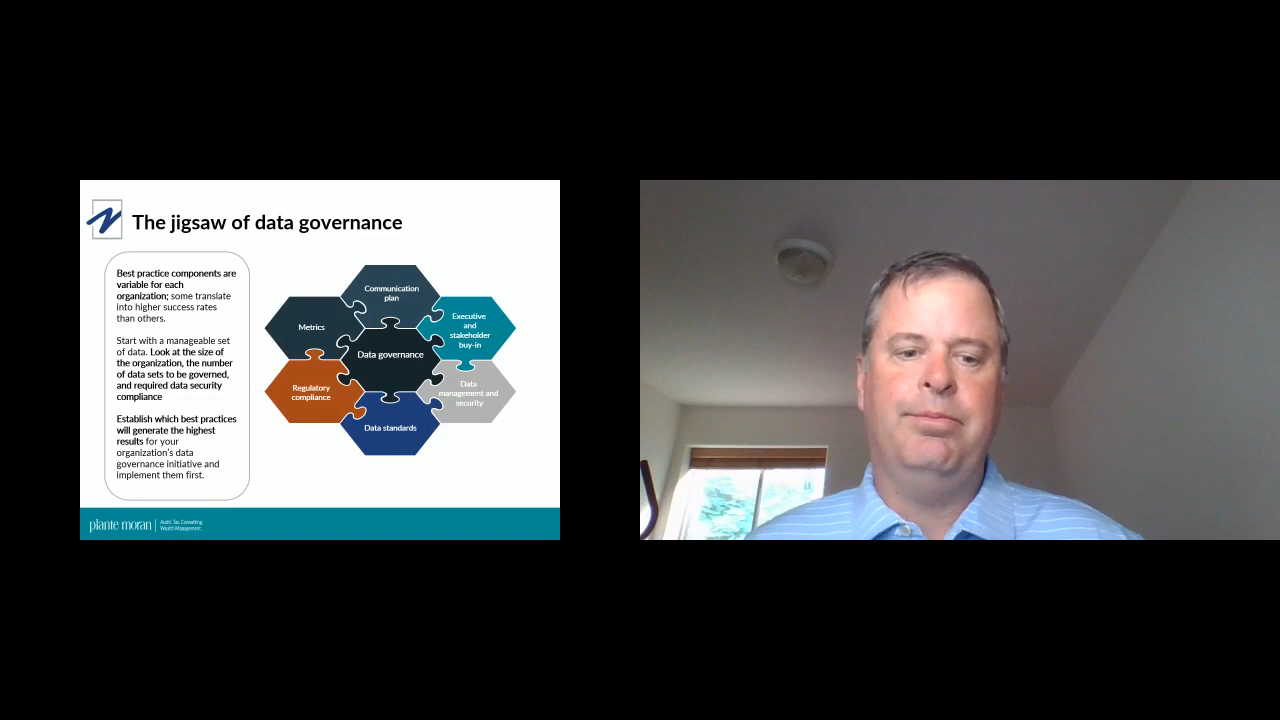 The jigsaw of data governance
Best practice components are
variable for each
organization; some translate
into higher success rates
than others.
Start with a manageable set
of data. Look at the size of
the organization, the number
of data sets to be governed,
and required data security
compliance
Establish which best practices
will generate the highest
results for your
organization's data
governance initiative and
implement them first.
Communication
plan
Metrics
Executive
and
stakeholder
buy-in
Data governance
Regulatory
compliance
Data
management and
security
Data standards
plante moran
Audit. Tax. Consulting.
Wealth Management.